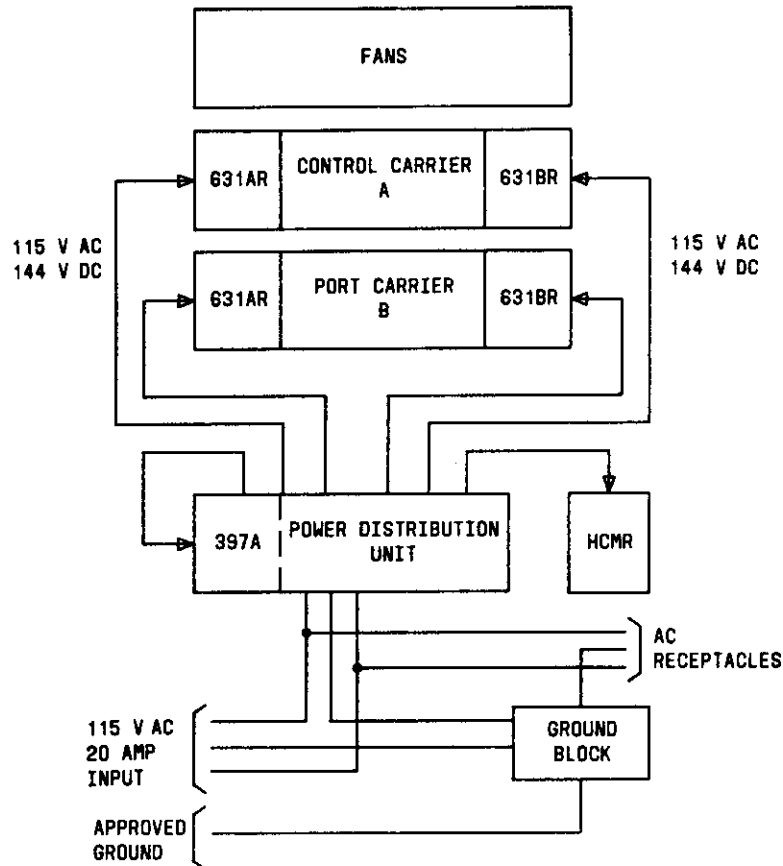 FANS
631AR
CONTROL CARRIER
A
631BR
115 V AC
144 V DC
115 V AC
144 V DC
631AR
PORT CARRIER
B
631BR
397A
POWER DISTRIBUTION
UNIT
HCMR
AC
RECEPTACLES
115 V AC
20 AMP
INPUT
GROUND
BLOCK
APPROVED
GROUND